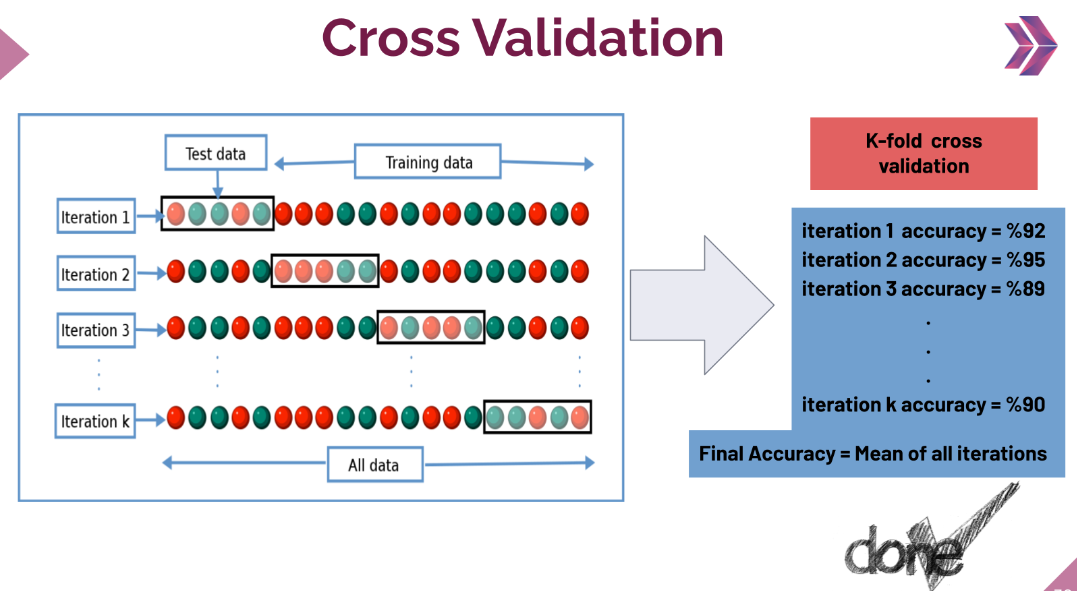 Cross Validation
Test data
Training data
Iteration 1
Iteration 2
Iteration 3
Iteration k
All data
K-fold cross
validation
iteration 1 accuracy = %92
iteration 2 accuracy = %95
iteration 3 accuracy = %89
.
.
.
iteration k accuracy = %90
Final Accuracy = Mean of all iterations
done